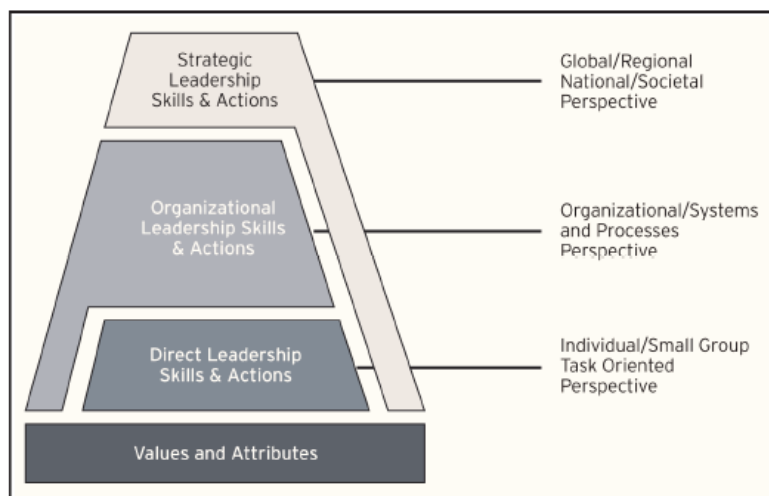 Strategic
Leadership
Skills & Actions
Global/Regional
National/Societal
Perspective
Organizational
Leadership Skills
& Actions
Organizational/Systems
and Processes
Perspective
Direct Leadership
Skills & Actions
Individual/Small Group
Task Oriented
Perspective
Values and Attributes